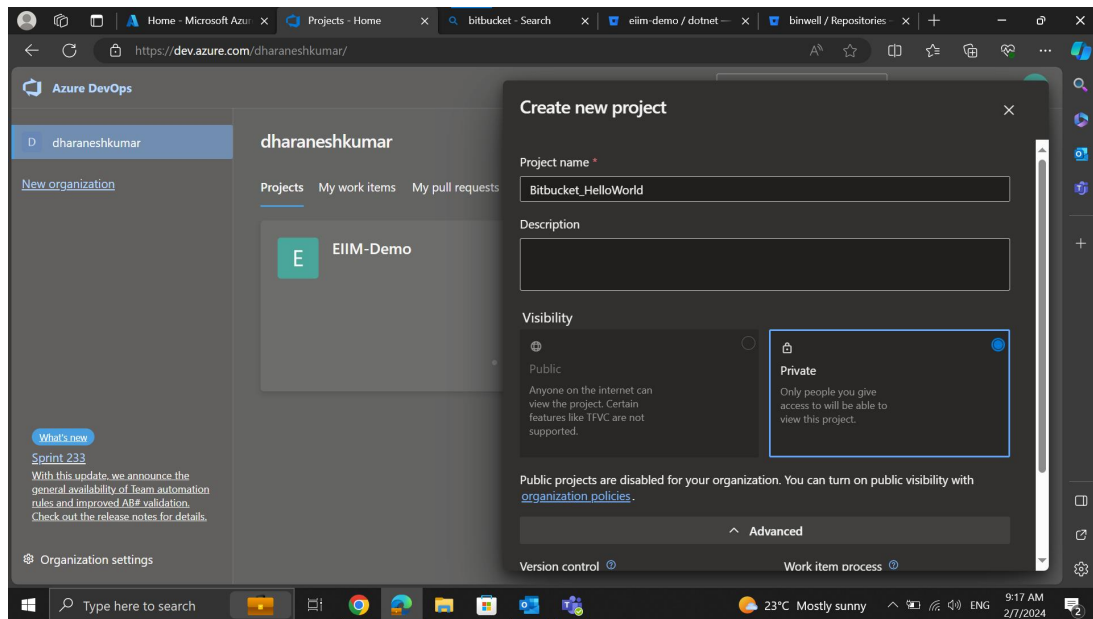 Home - Microsoft Azun
Projects - Home
bitbucket - Search
eiim-demo / dotnet —
binwell / Repositories -
https://dev.azure.com/dharaneshkumar/
Azure DevOps
D dharaneshkumar
New organization
What's new
Sprint 233
With this update, we announce the
general availability of Team automation
rules and improved AB# validation.
Check out the release notes for details.
Organization settings
dharaneshkumar
Projects My work items My pull requests
E EIIM-Demo
Create new project
Project name *
Bitbucket_HelloWorld
Description
Visibility
Public
Anyone on the internet can
view the project. Certain
features like TFVC are not
supported.
Private
Only people you give
access to will be able to
view this project.
Public projects are disabled for your organization. You can turn on public visibility with
organization policies.
Advanced
Version control
Work item process
Type here to search
23°C Mostly sunny
ENG
9:17 AM
2/7/2024
2